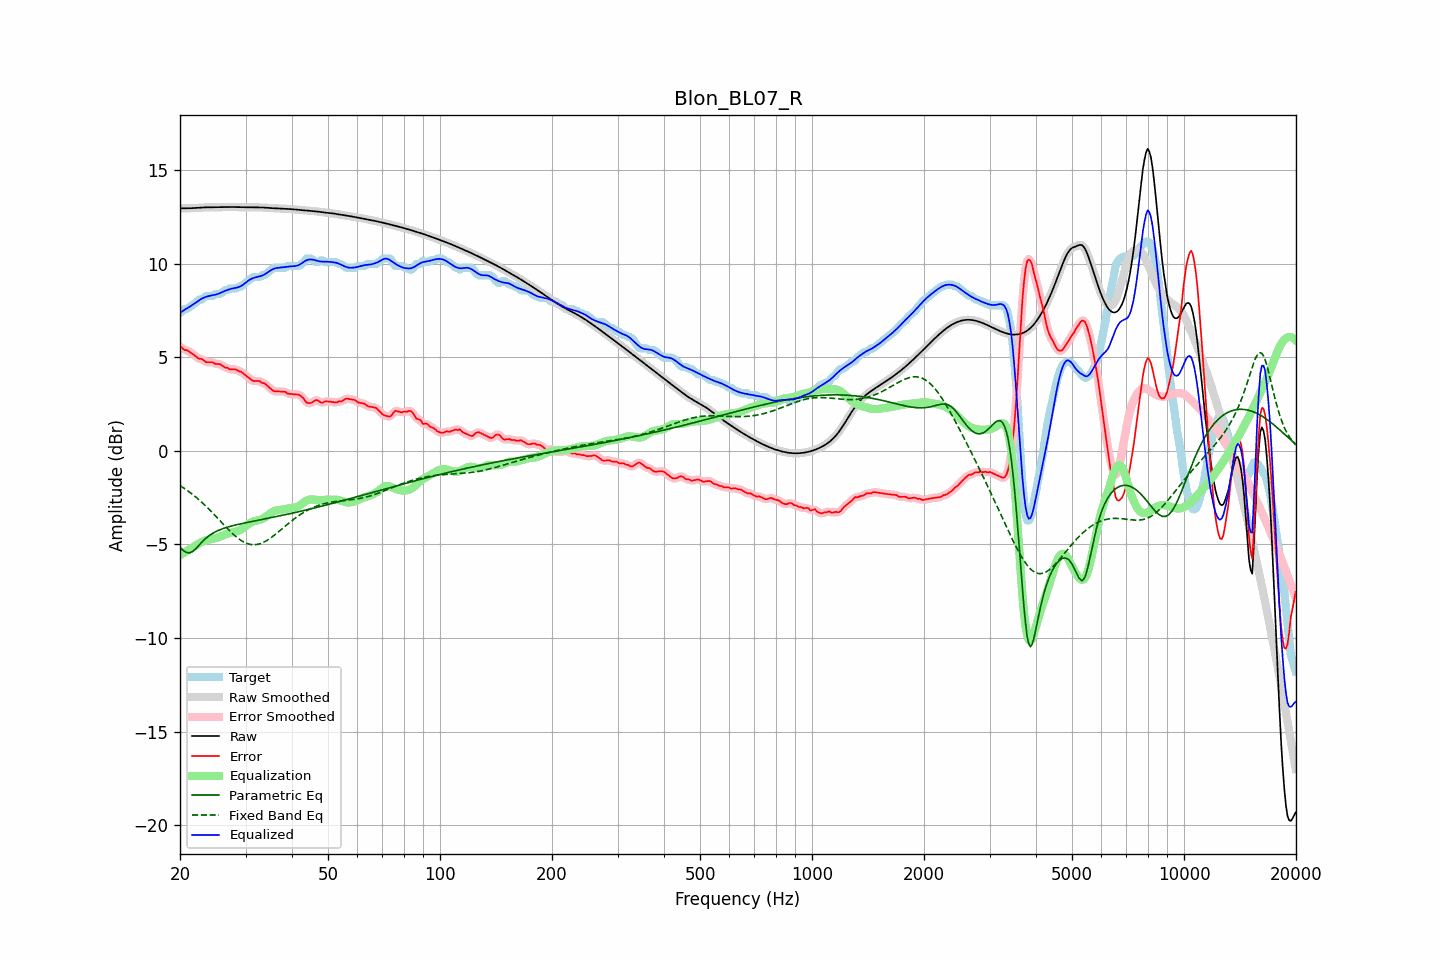 Blon_BL07_R
Amplitude (dBr)
15
10
5
0
−5
−10
−15
−20
Target
Raw Smoothed
Error Smoothed
Raw
Error
Equalization
Parametric Eq
Fixed Band Eq
Equalized
20 50 100 200 500 1000 2000 5000 10000 20000
Frequency (Hz)